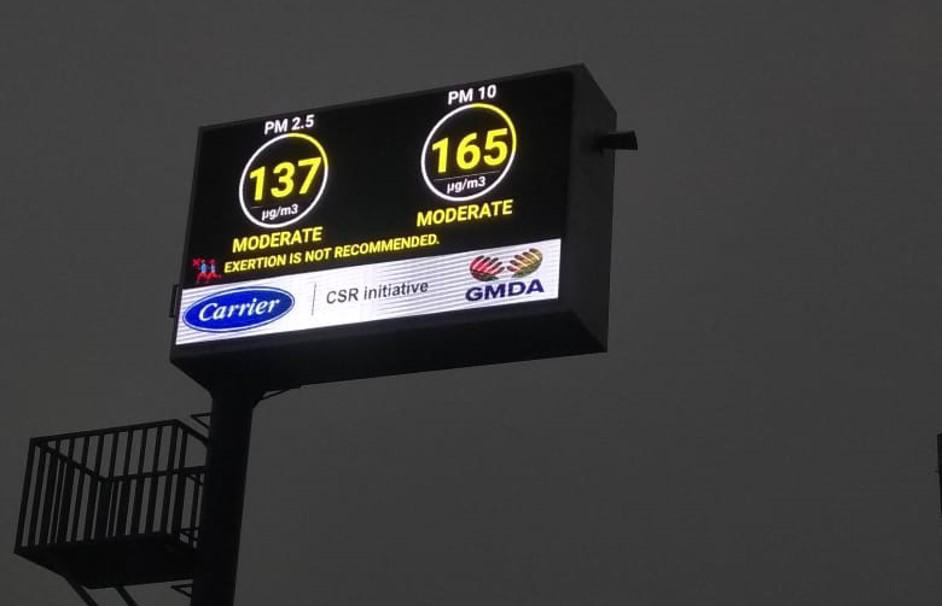 PM 2.5
137
µg/m3
MODERATE
PM 10
165
µg/m3
MODERATE
EXERTION IS NOT RECOMMENDED.
Carrier
CSR initiative
GMDA